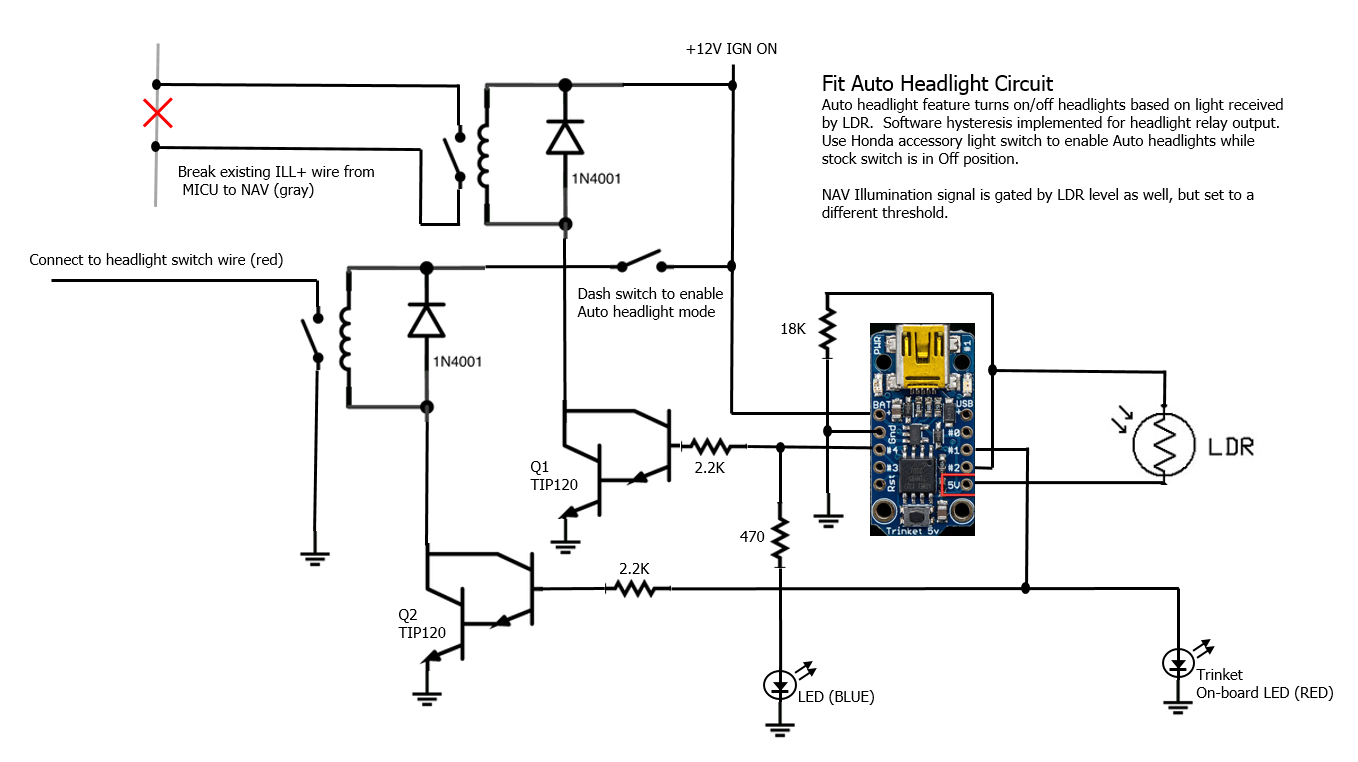 +12V IGN ON
Fit Auto Headlight Circuit
Auto headlight feature turns on/off headlights based on light received
by LDR.  Software hysteresis implemented for headlight relay output.
Use Honda accessory light switch to enable Auto headlights while
stock switch is in Off position.
NAV Illumination signal is gated by LDR level as well, but set to a
different threshold.
Break existing ILL+ wire from
MICU to NAV (gray)
1N4001
Connect to headlight switch wire (red)
Dash switch to enable
Auto headlight mode
1N4001
18K
PWR
#1
BAT
+
USB
+
Gnd
#0
#4
#1
#3
#2
Rst
5V
Trinket 5v
LDR
Q1
TIP120
2.2K
470
2.2K
Q2
TIP120
LED (BLUE)
Trinket
On-board LED (RED)